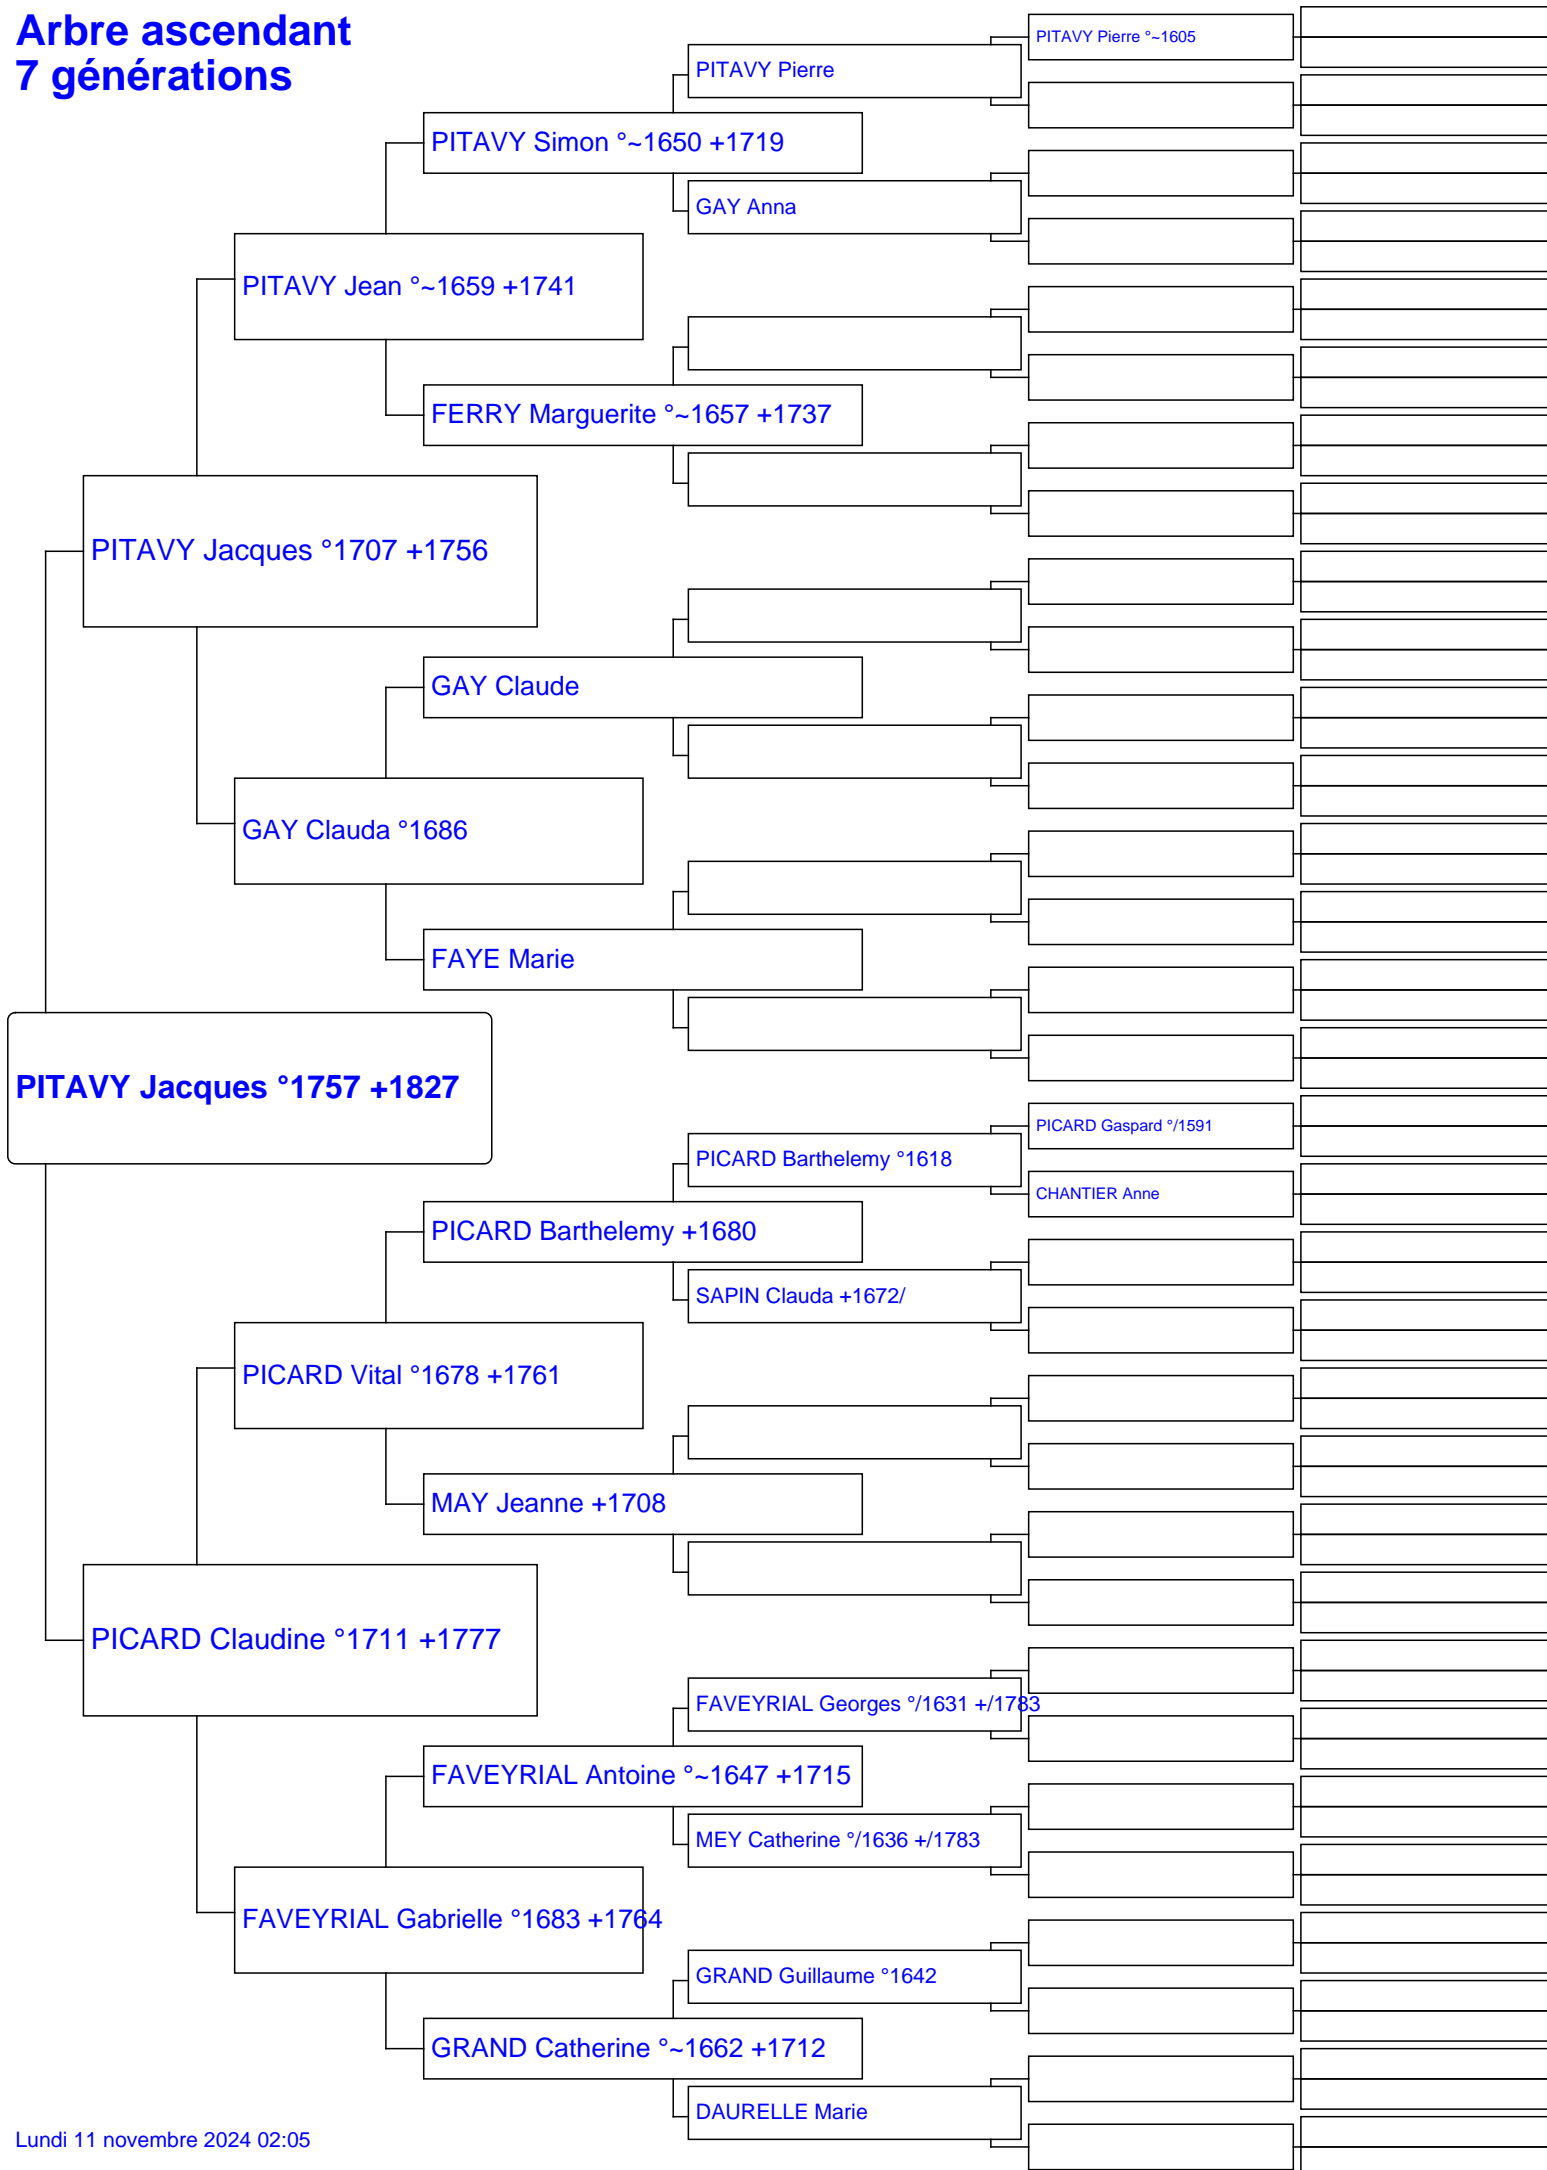 Arbre ascendant
7 générations
PITAVY Pierre °~1605
PITAVY Pierre
PITAVY Simon °~1650 +1719
GAY Anna
PITAVY Jean °~1659 +1741
FERRY Marguerite °~1657 +1737
PITAVY Jacques °1707 +1756
GAY Claude
GAY Clauda °1686
FAYE Marie
PITAVY Jacques °1757 +1827
PICARD Gaspard °/1591
PICARD Barthelemy °1618
CHANTIER Anne
PICARD Barthelemy +1680
SAPIN Clauda +1672/
PICARD Vital °1678 +1761
MAY Jeanne +1708
PICARD Claudine °1711 +1777
FAVEYRIAL Georges °/1631 +/1783
FAVEYRIAL Antoine °~1647 +1715
MEY Catherine °/1636 +/1783
FAVEYRIAL Gabrielle °1683 +1764
GRAND Guillaume °1642
GRAND Catherine °~1662 +1712
DAURELLE Marie
Lundi 11 novembre 2024 02:05